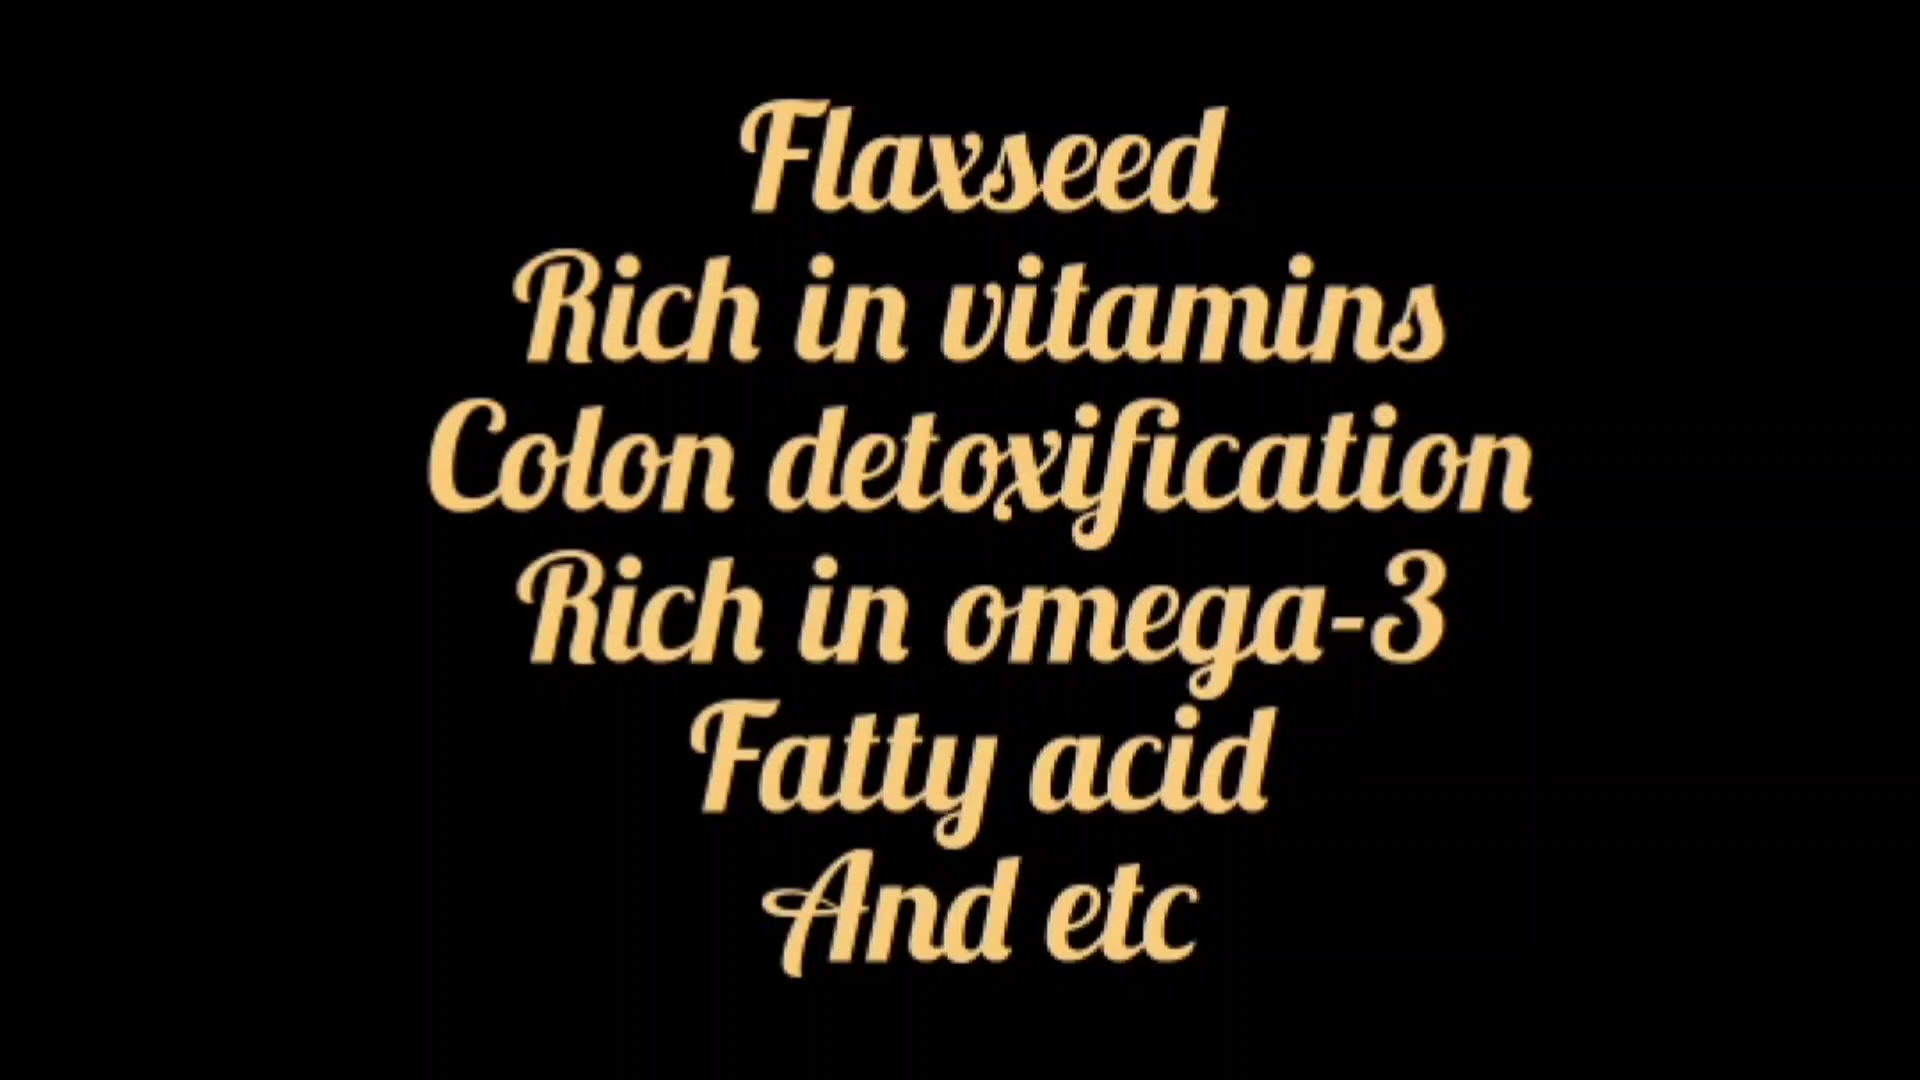 Flaxseed
Rich in vitamins
Colon detoxification
Rich in omega-3
Fatty acid
And etc